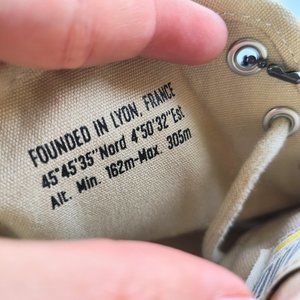 FOUNDED IN LYON, FRANCE
45°45'35"Nord 4°50'32"Est
Alt. Min. 162m-Max. 305m